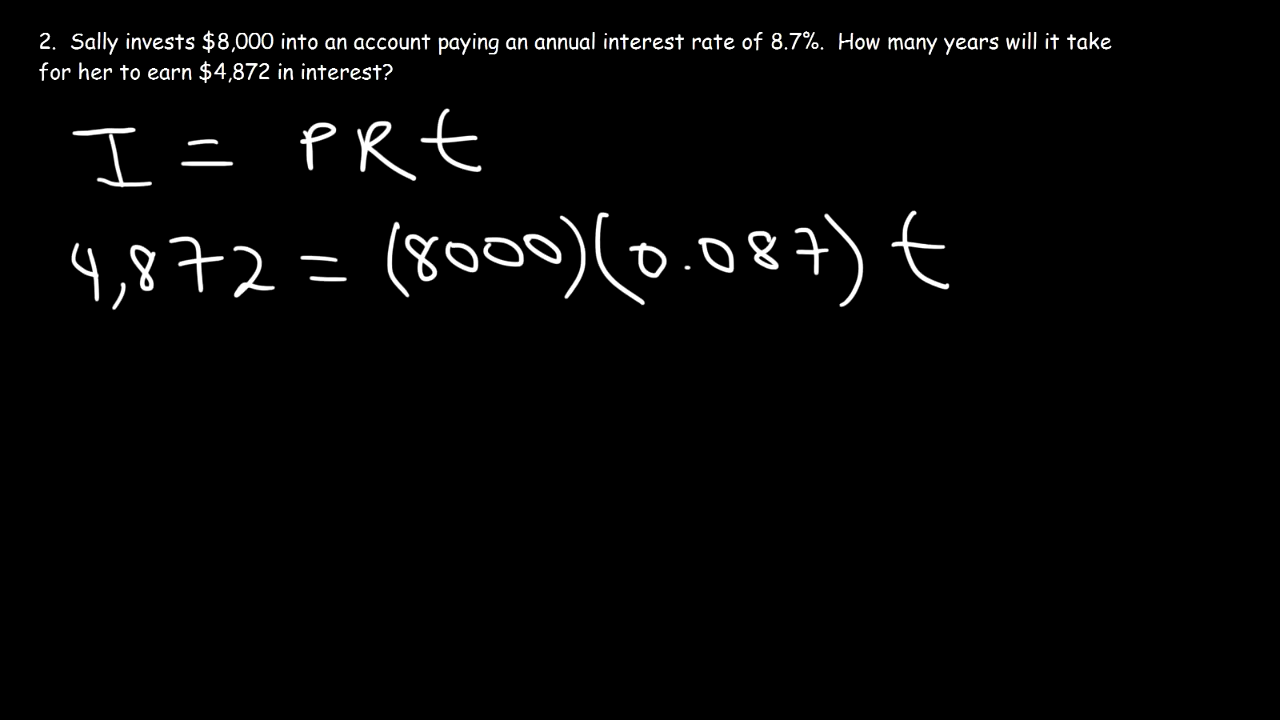 2. Sally invests $8,000 into an account paying an annual interest rate of 8.7%. How many years will it take
for her to earn $4,872 in interest?
I = PRt
4,872 = (8000)(0.087) t